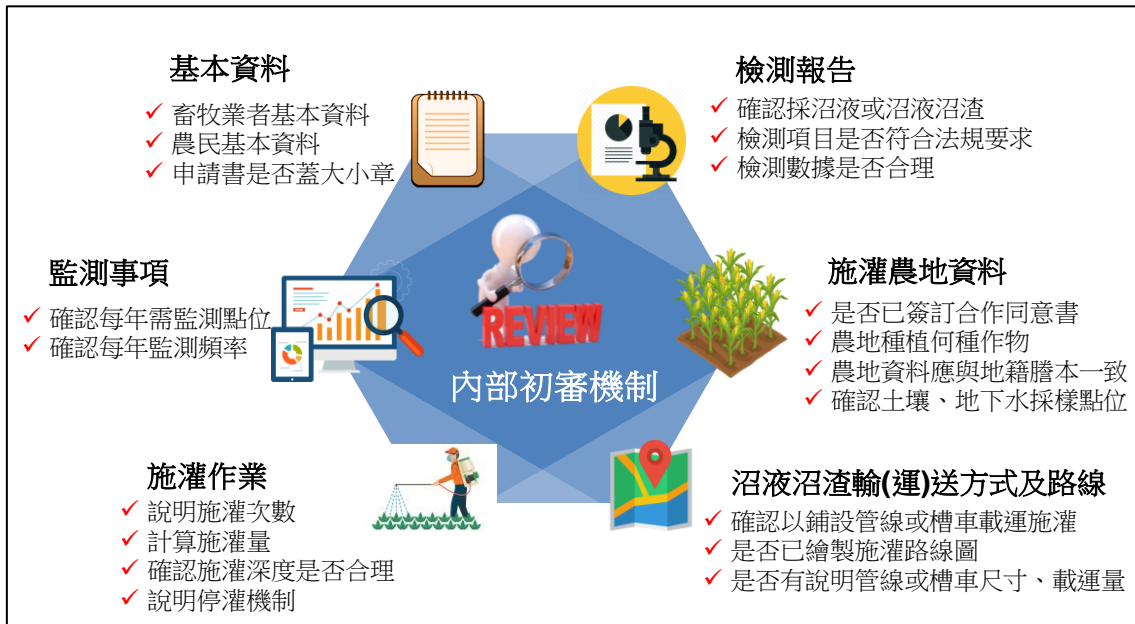 基本資料
畜牧業者基本資料
農民基本資料
申請書是否蓋大小章
檢測報告
確認採沼液或沼液沼渣
檢測項目是否符合法規要求
檢測數據是否合理
監測事項
確認每年需監測點位
確認每年監測頻率
REVIEW
內部初審機制
施灌農地資料
是否已簽訂合作同意書
農地種植何種作物
農地資料應與地籍謄本一致
確認土壤、地下水採樣點位
施灌作業
說明施灌次數
計算施灌量
確認施灌深度是否合理
說明停灌機制
沼液沼渣輸(運)送方式及路線
確認以鋪設管線或槽車載運施灌
是否已繪製施灌路線圖
是否有說明管線或槽車尺寸、載運量